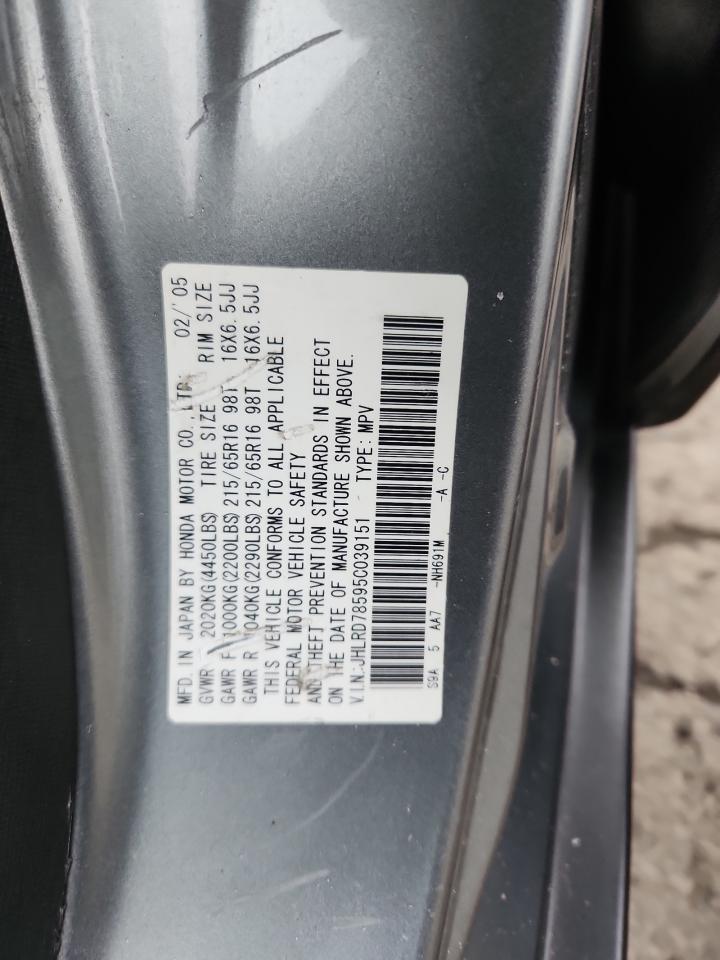 MFD. IN JAPAN BY HONDA MOTOR CO.,LTD. 02/'05
GVWR 2020KG(4450LBS) TIRE SIZE RIM SIZE
GAWR F 1000KG(2200LBS) 215/65R16 98T 16X6.5JJ
GAWR R 1040KG(2290LBS) 215/65R16 98T 16X6.5JJ
THIS VEHICLE CONFORMS TO ALL APPLICABLE
FEDERAL MOTOR VEHICLE SAFETY
AND THEFT PREVENTION STANDARDS IN EFFECT
ON THE DATE OF MANUFACTURE SHOWN ABOVE.
V.I.N.:JHLRD78595C039151 TYPE: MPV
S9A 5 AA7 -NH691M -A -C